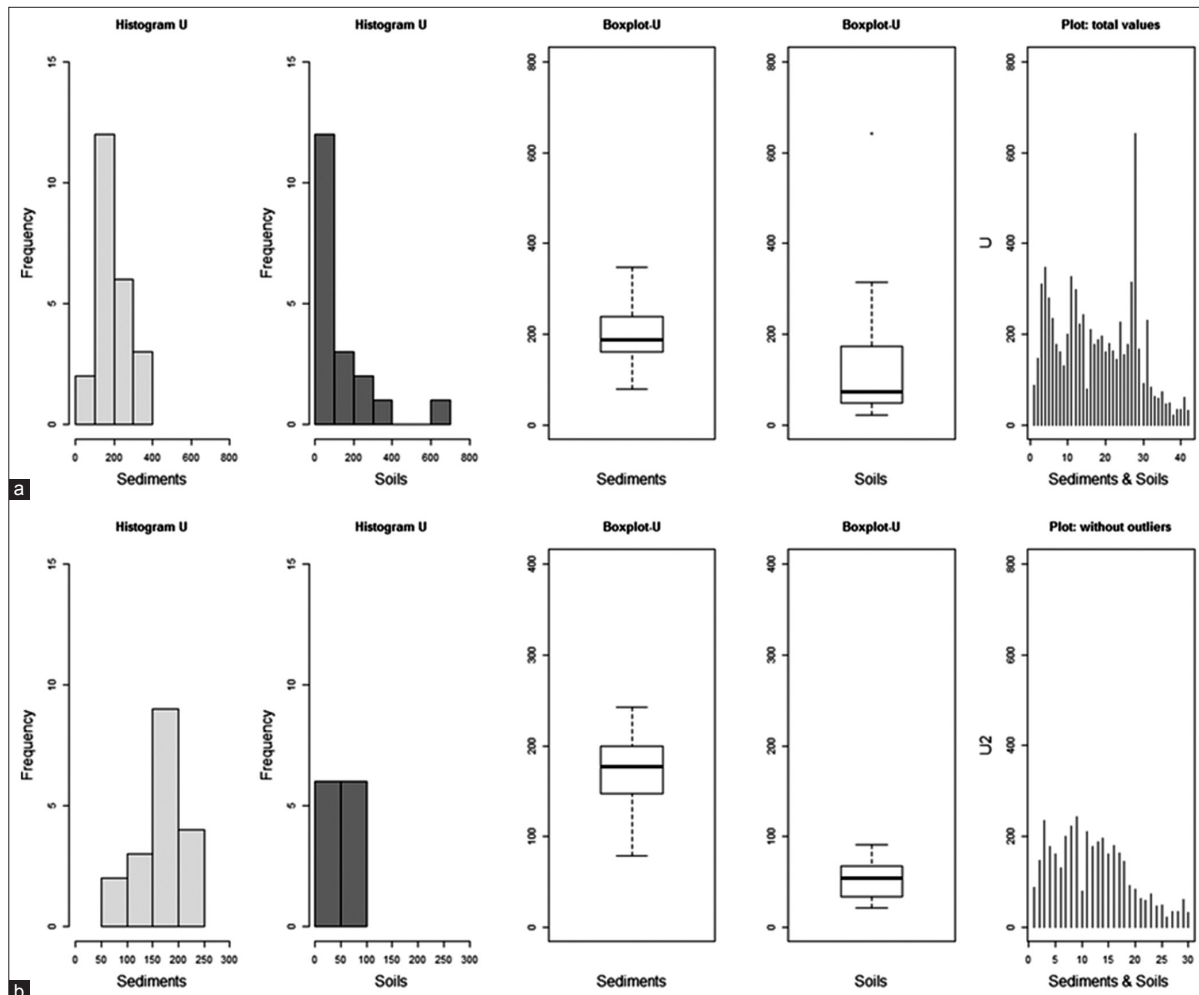 Histogram U
Histogram U
Boxplot-U
Boxplot-U
Plot: total values
Frequency
15
10
5
0
0 200 400 600 800
Sediments
Frequency
15
10
5
0
0 200 400 600 800
Soils
800
600
400
200
0
Sediments
800
600
400
200
0
Soils
U
800
600
400
200
0
0 10 20 30 40
Sediments & Soils
a
Histogram U
Histogram U
Boxplot-U
Boxplot-U
Plot: without outliers
Frequency
15
10
5
0
0 50 100 150 200 250 300
Sediments
Frequency
15
10
5
0
0 50 100 150 200 250 300
Soils
400
300
200
100
0
Sediments
400
300
200
100
0
Soils
U2
800
600
400
200
0
0 5 10 15 20 25 30
Sediments & Soils
b